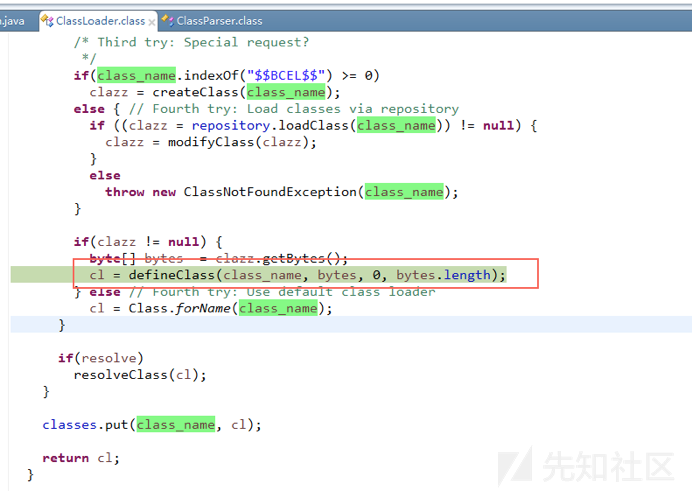 .java ClassLoader.class ClassParser.class
/* Third try: Special request?
*/
if(class_name.indexOf("$$BCEL$$") >= 0)
clazz = createClass(class_name);
else { // Fourth try: Load classes via repository
if ((clazz = repository.loadClass(class_name)) != null) {
clazz = modifyClass(clazz);
}
else
throw new ClassNotFoundException(class_name);
}
if(clazz != null) {
byte[] bytes = clazz.getBytes();
cl = defineClass(class_name, bytes, 0, bytes.length);
} else // Fourth try: Use default class loader
cl = Class.forName(class_name);
}
if(resolve)
resolveClass(cl);
}
classes.put(class_name, cl);
return cl;
}
先知社区